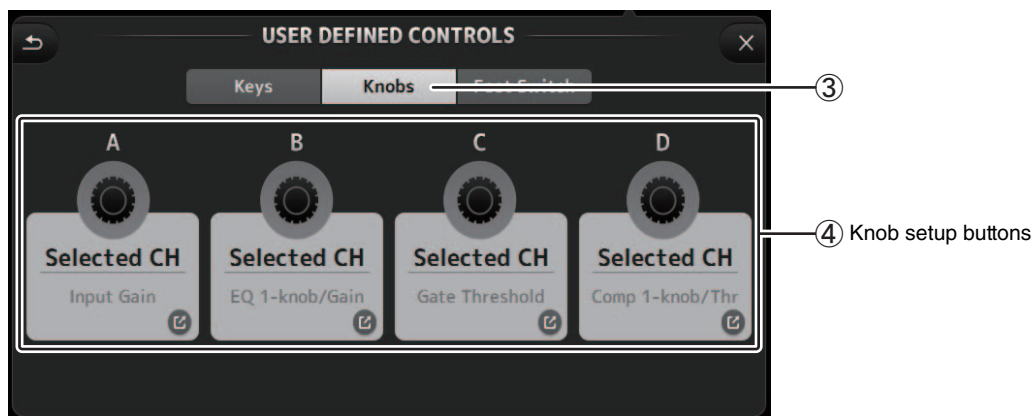 USER DEFINED CONTROLS
Keys Knobs Foot Switch
③
A B C D
Selected CH Selected CH Selected CH Selected CH
Input Gain EQ 1-knob/Gain Gate Threshold Comp 1-knob/Thr
④ Knob setup buttons